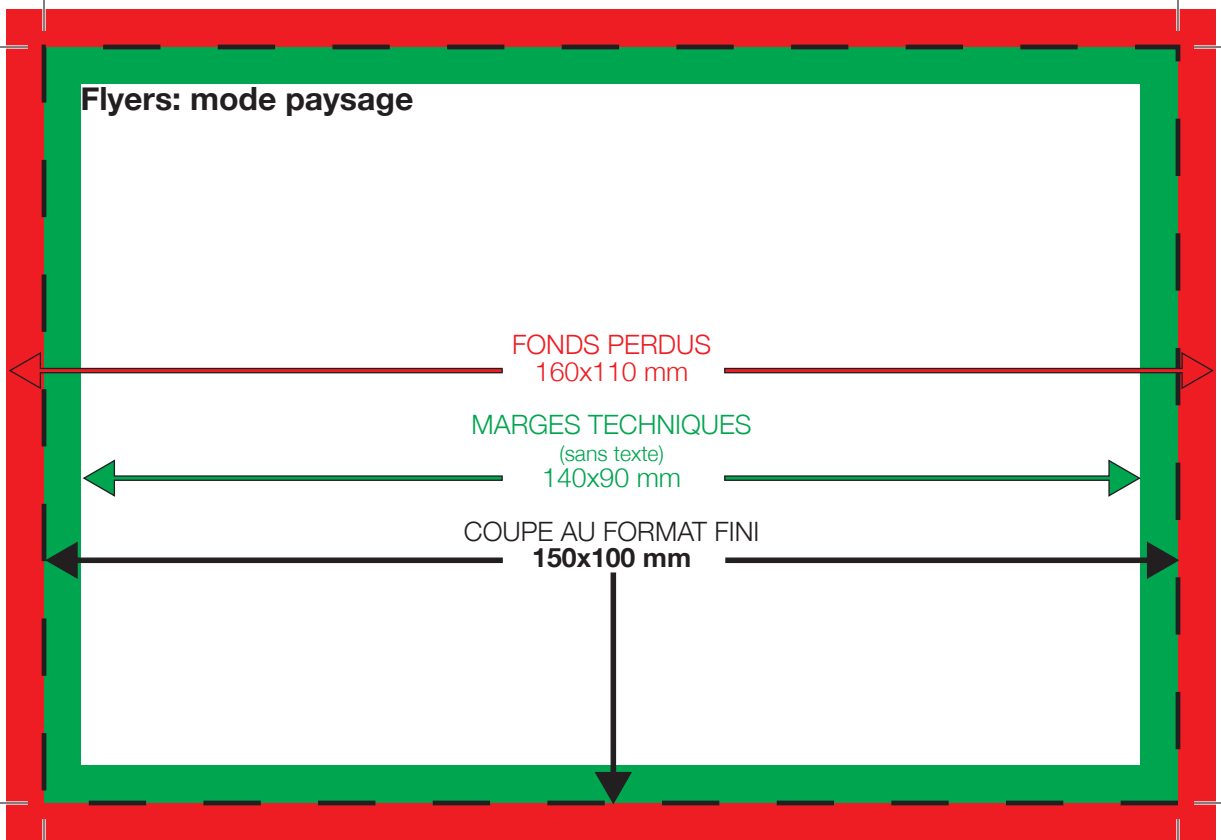 Flyers: mode paysage
FONDS PERDUS
160x110 mm
MARGES TECHNIQUES
(sans texte)
140x90 mm
COUPE AU FORMAT FINI
150x100 mm